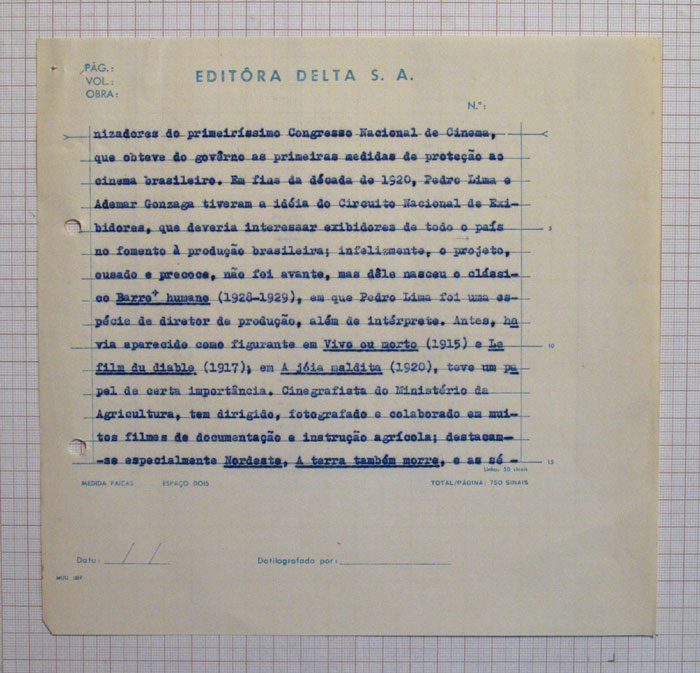 PÁG.:
VOL.:
OBRA:
EDITÔRA DELTA S. A.
N.º:
nizadores do primeiríssimo Congresso Nacional de Cinema,
que obteve do govêrno as primeiras medidas de proteção ao
cinema brasileiro. Em fins da década de 1920, Pedro Lima e
Ademar Gonzaga tiveram a idéia do Circuito Nacional de Exi-
bidores, que deveria interessar exibidores de todo o país
5
no fomento à produção brasileira; infelizmente, o projeto,
ousado e precoce, não foi avante, mas dêle nasceu o clássi-
co Barro+ humano (1928-1929), em que Pedro Lima foi uma es-
pécie de diretor de produção, além de intérprete. Antes, ha
via aparecido como figurante em Vivo ou morto (1915) e Le
10
film du diable (1917); em A jóia maldita (1920), teve um pa
pel de certa importância. Cinegrafista do Ministério da
Agricultura, tem dirigido, fotografado e colaborado em mui-
tos filmes de documentação e instrução agrícola; destacam-
-se especialmente Nordeste, A terra também morre, e as sé -
15
Linha: 50 sinais
MEDIDA PAICAS ESPAÇO DOIS TOTAL/PÁGINA: 750 SINAIS
Data: / / Datilografado por: